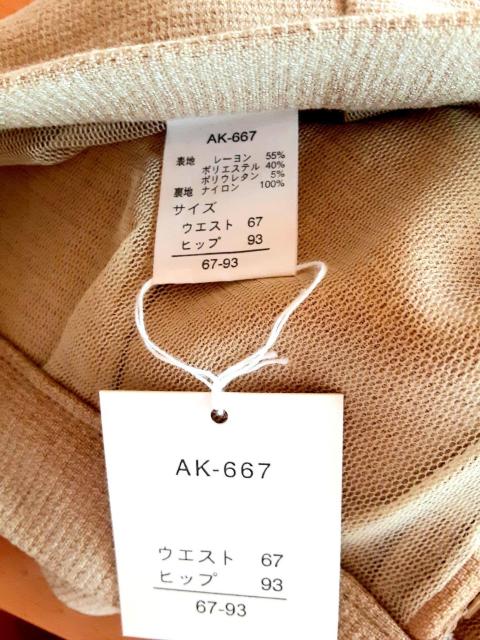 AK-667
表地 レーヨン 55%
ポリエステル 40%
ポリウレタン 5%
裏地 ナイロン 100%
サイズ
ウエスト 67
ヒップ 93
67-93
AK-667
ウエスト 67
ヒップ 93
67-93